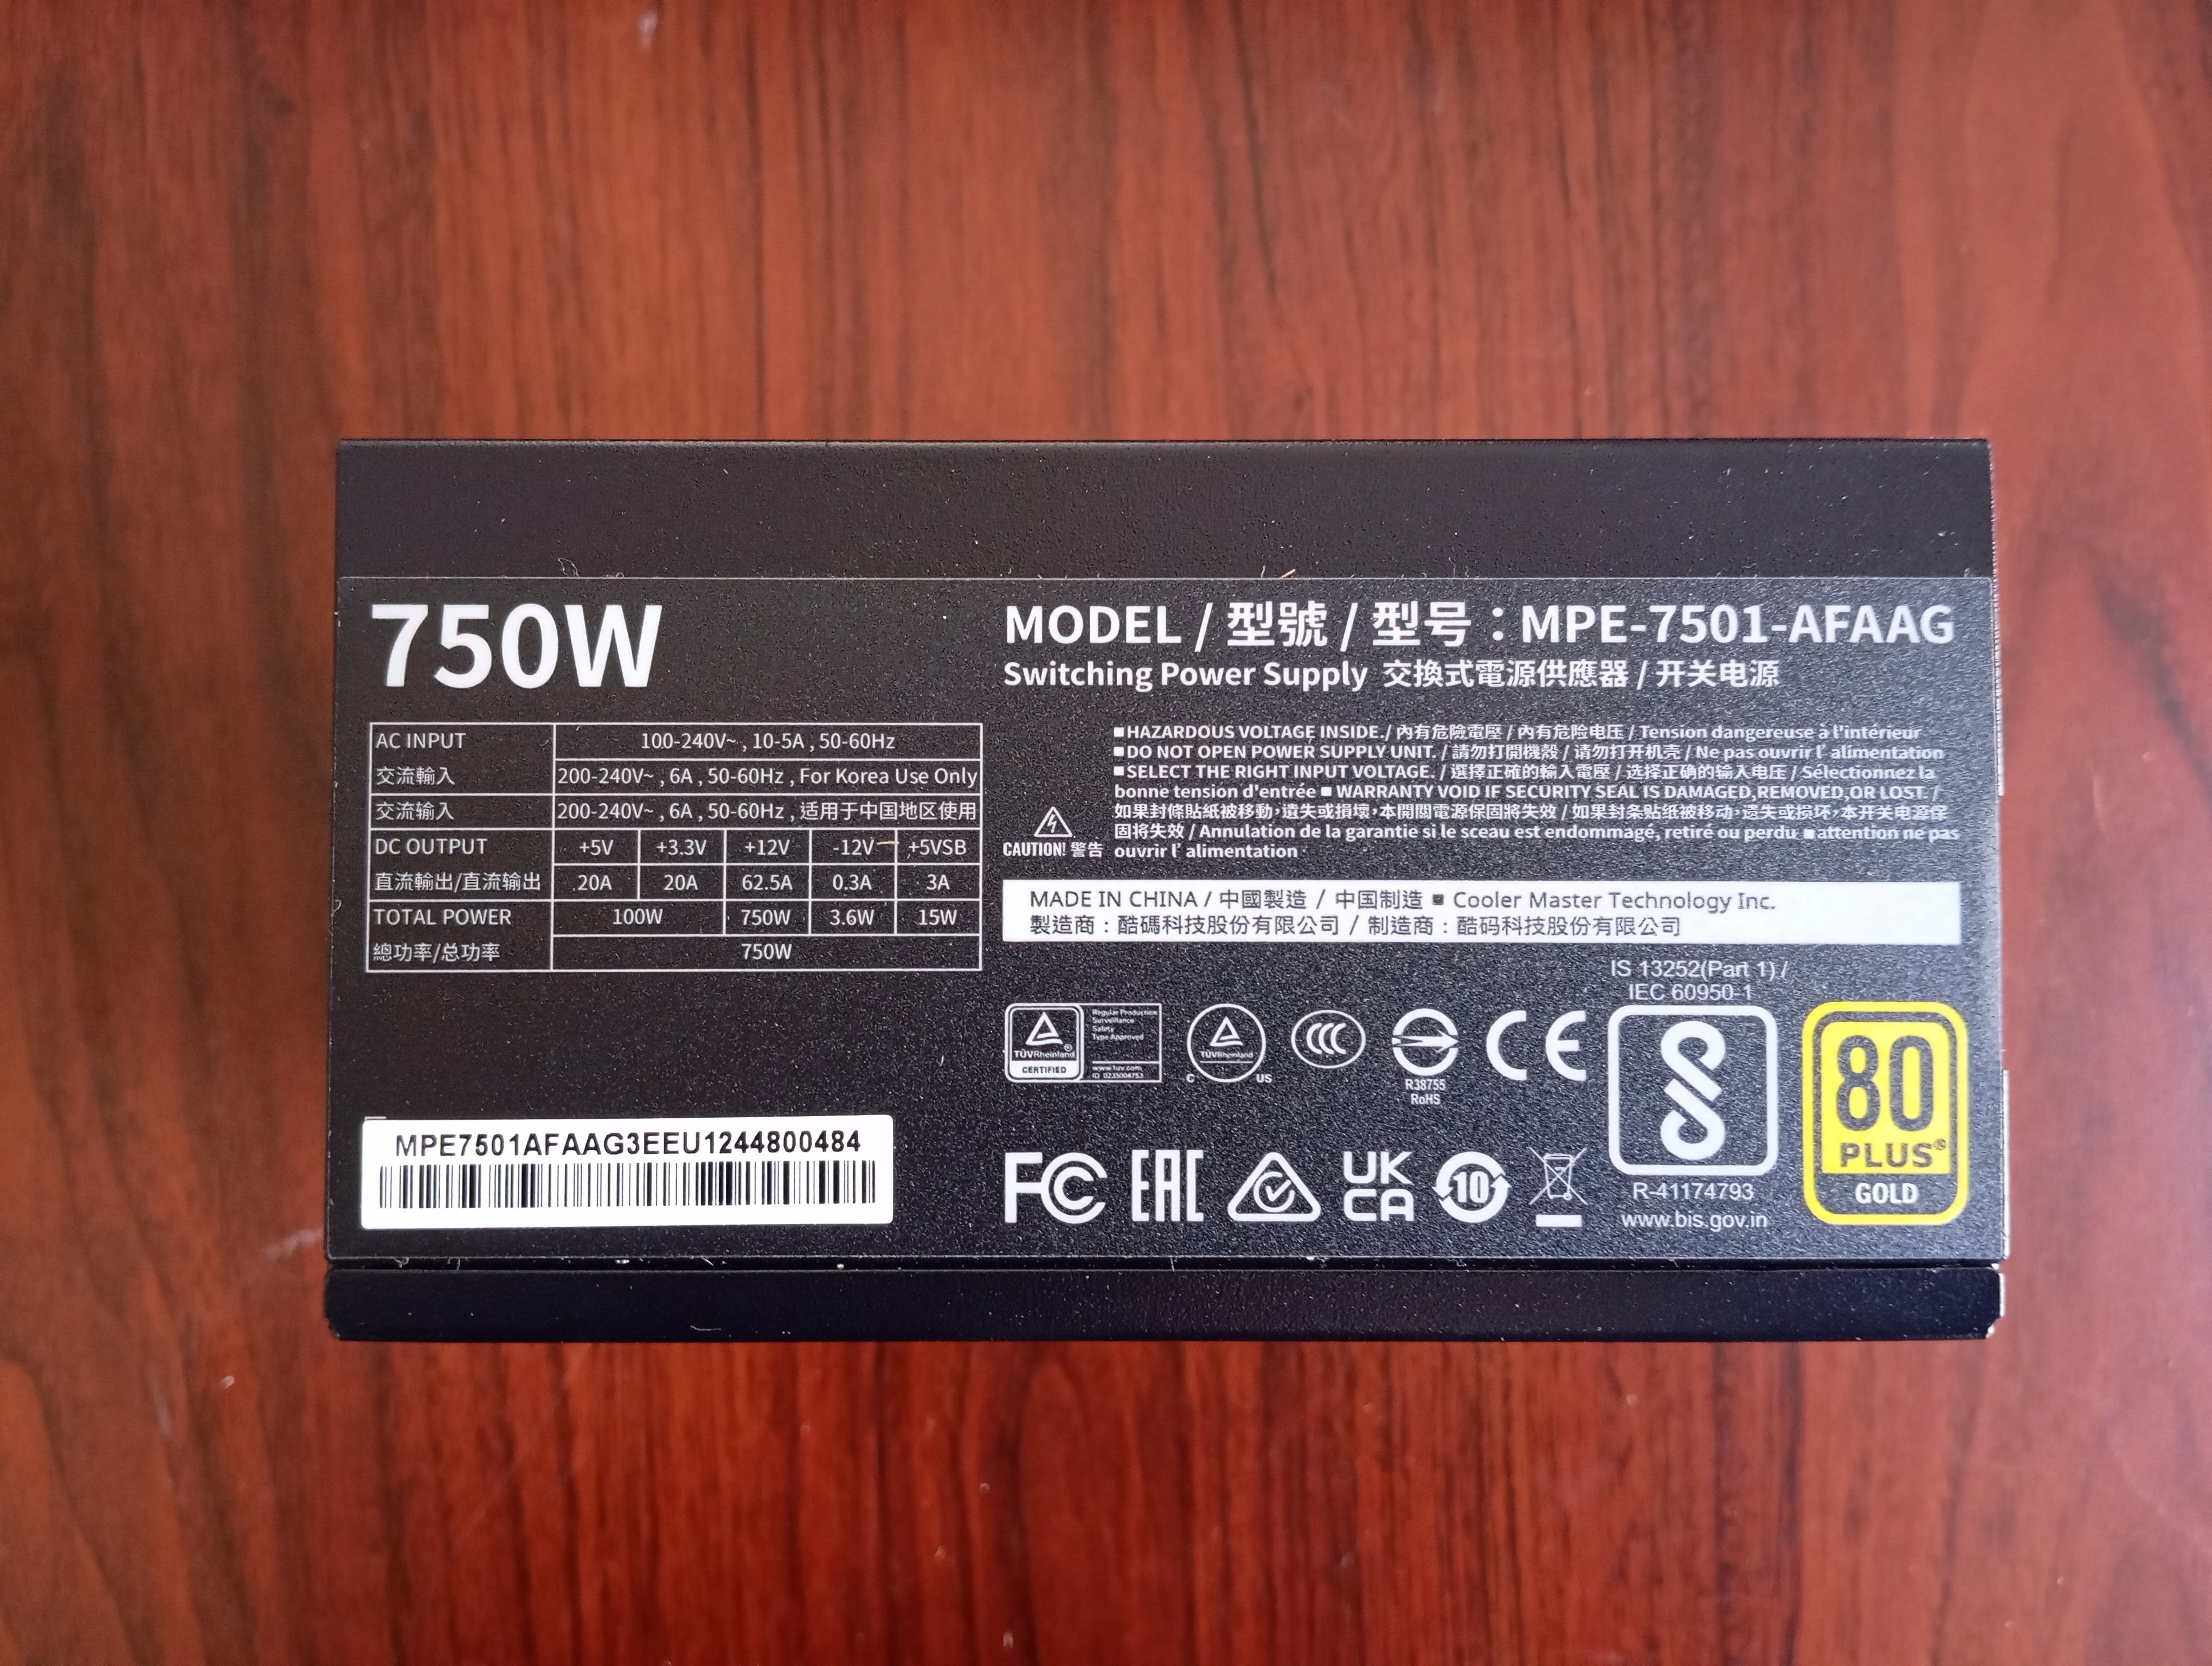 750W
AC INPUT 100-240V~ , 10-5A , 50-60Hz
交流輸入 200-240V~ , 6A , 50-60Hz , For Korea Use Only
交流输入 200-240V~ , 6A , 50-60Hz , 适用于中国地区使用
DC OUTPUT +5V +3.3V +12V -12V +5VSB
直流輸出/直流输出 20A 20A 62.5A 0.3A 3A
TOTAL POWER 100W 750W 3.6W 15W
總功率/总功率 750W
MPE7501AFAAG3EEU1244800484
MODEL / 型號 / 型号 : MPE-7501-AFAAG
Switching Power Supply 交換式電源供應器 / 开关电源
■HAZARDOUS VOLTAGE INSIDE. / 內有危險電壓 / 内有危险电压 / Tension dangereuse à l'intérieur
■DO NOT OPEN POWER SUPPLY UNIT. / 請勿打開機殼 / 请勿打开机壳 / Ne pas ouvrir l' alimentation
■SELECT THE RIGHT INPUT VOLTAGE. / 選擇正確的輸入電壓 / 选择正确的输入电压 / Sélectionnez la
bonne tension d'entrée ■ WARRANTY VOID IF SECURITY SEAL IS DAMAGED,REMOVED,OR LOST. /
如果封條貼紙被移動,遺失或損壞,本開關電源保固將失效 / 如果封条贴纸被移动,遗失或损坏,本开关电源保
固将失效 / Annulation de la garantie si le sceau est endommagé, retiré ou perdu ■ attention ne pas
ouvrir l' alimentation
CAUTION! 警告
MADE IN CHINA / 中國製造 / 中国制造 ■ Cooler Master Technology Inc.
製造商 : 酷碼科技股份有限公司 / 制造商 : 酷码科技股份有限公司
IS 13252(Part 1) /
IEC 60950-1
TÜVRheinland
CERTIFIED
Regular Production
Surveillance
Safety
Type Approved
www.tuv.com
ID 0235004753
TÜVRheinland
C US
CCC
R38755
RoHS
CE
FC
EAC
UK
CA
10
R-41174793
www.bis.gov.in
80
PLUS®
GOLD